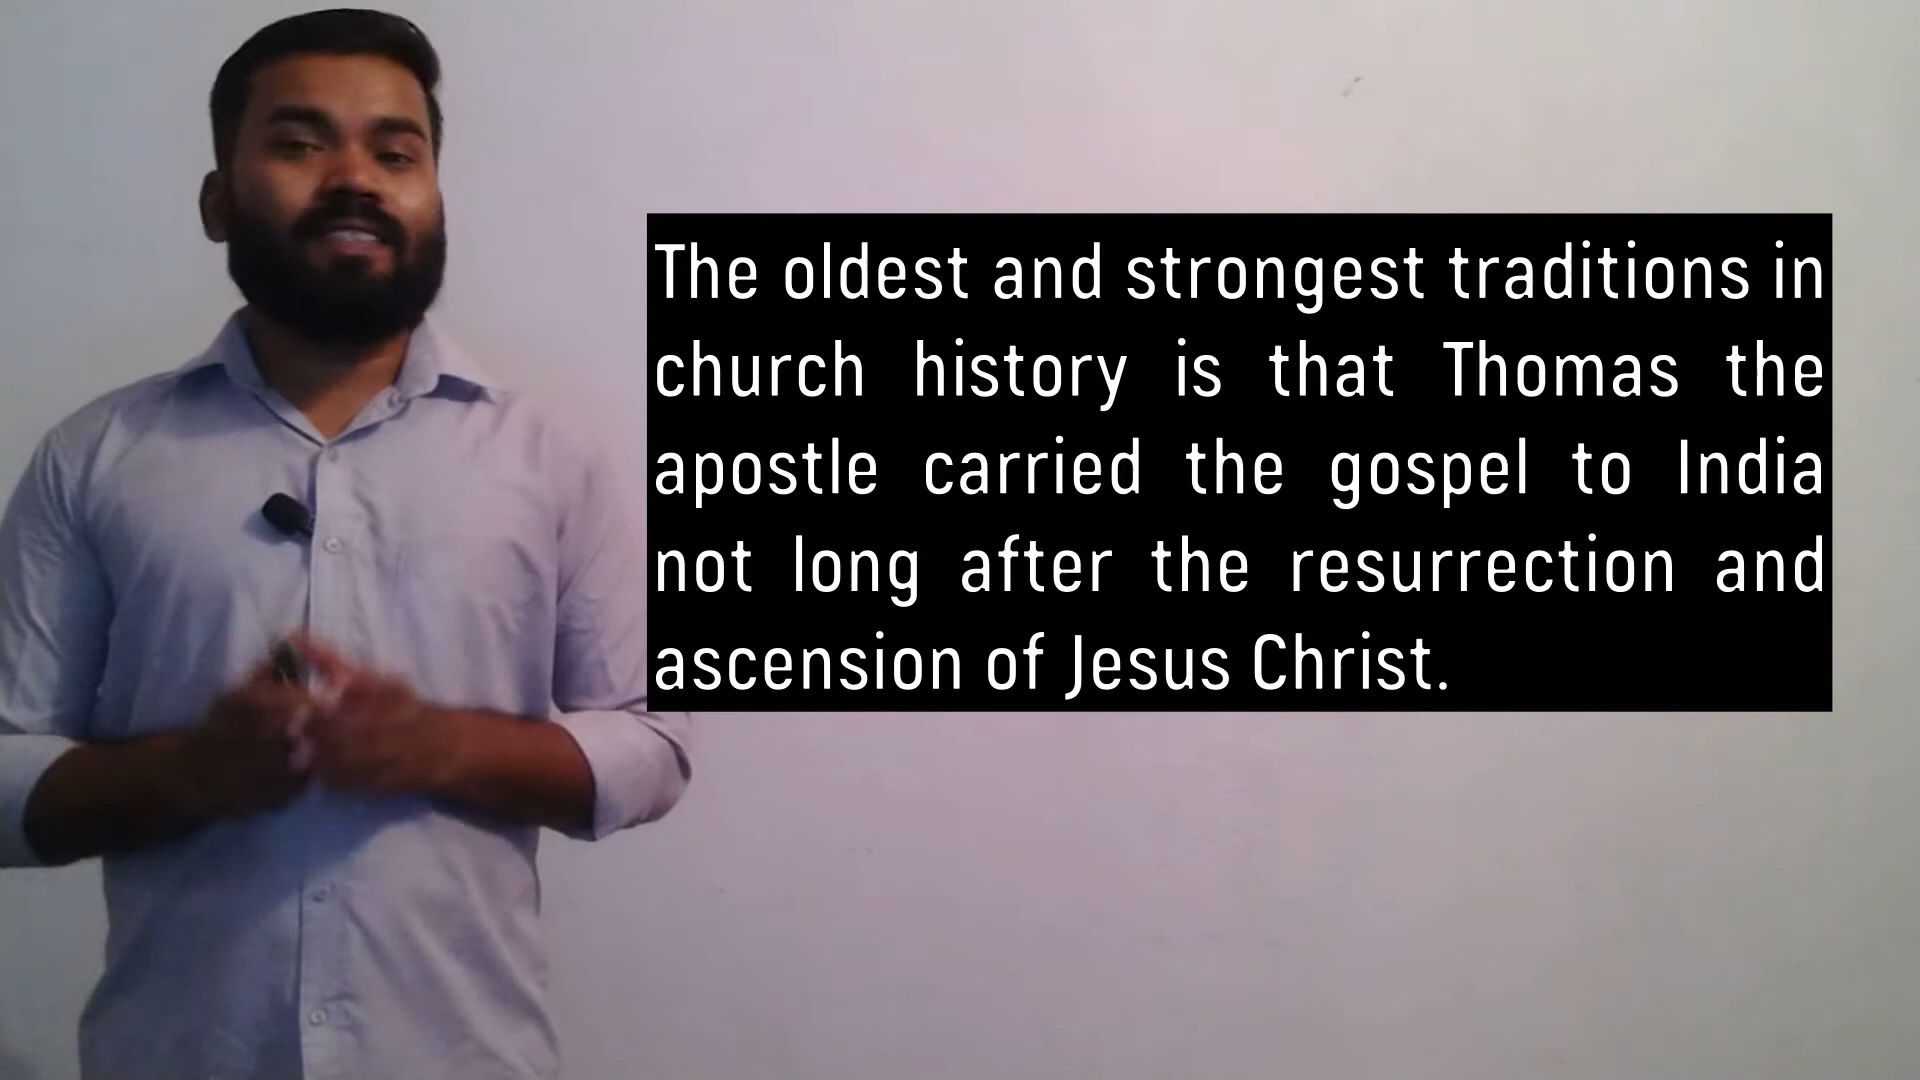 The oldest and strongest traditions in
church history is that Thomas the
apostle carried the gospel to India
not long after the resurrection and
ascension of Jesus Christ.